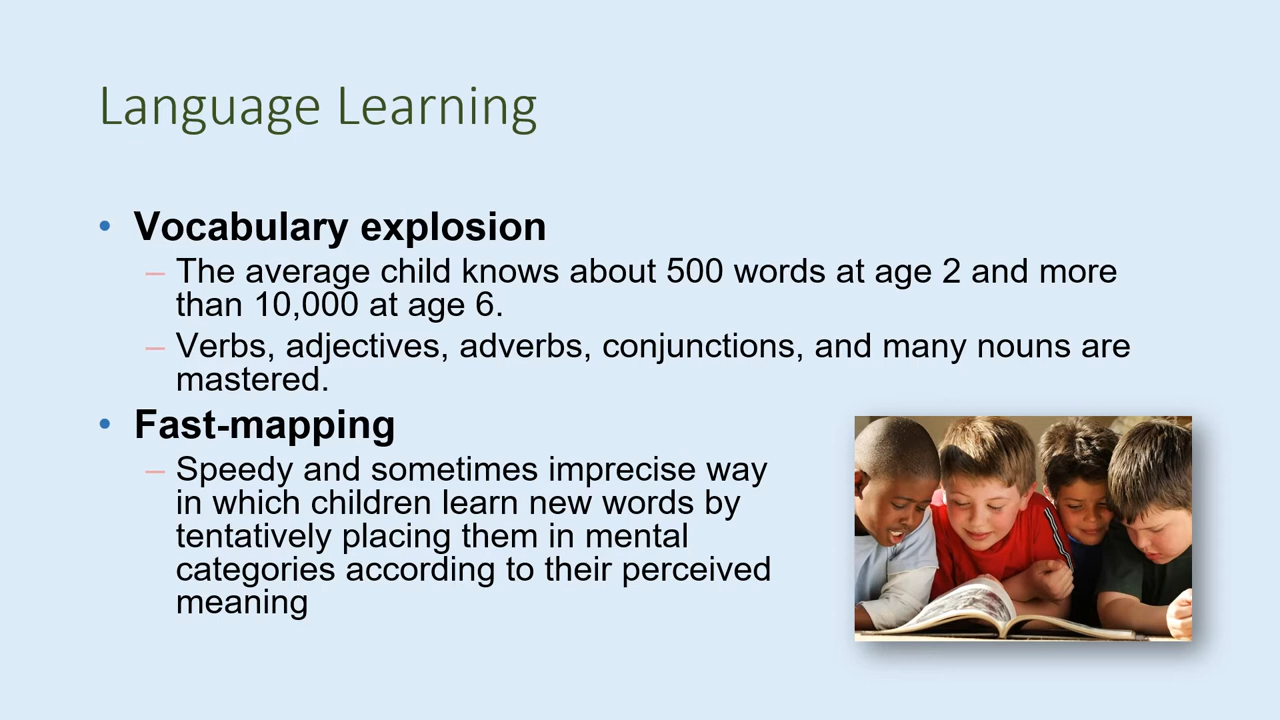 Language Learning
• Vocabulary explosion
– The average child knows about 500 words at age 2 and more
than 10,000 at age 6.
– Verbs, adjectives, adverbs, conjunctions, and many nouns are
mastered.
• Fast-mapping
– Speedy and sometimes imprecise way
in which children learn new words by
tentatively placing them in mental
categories according to their perceived
meaning